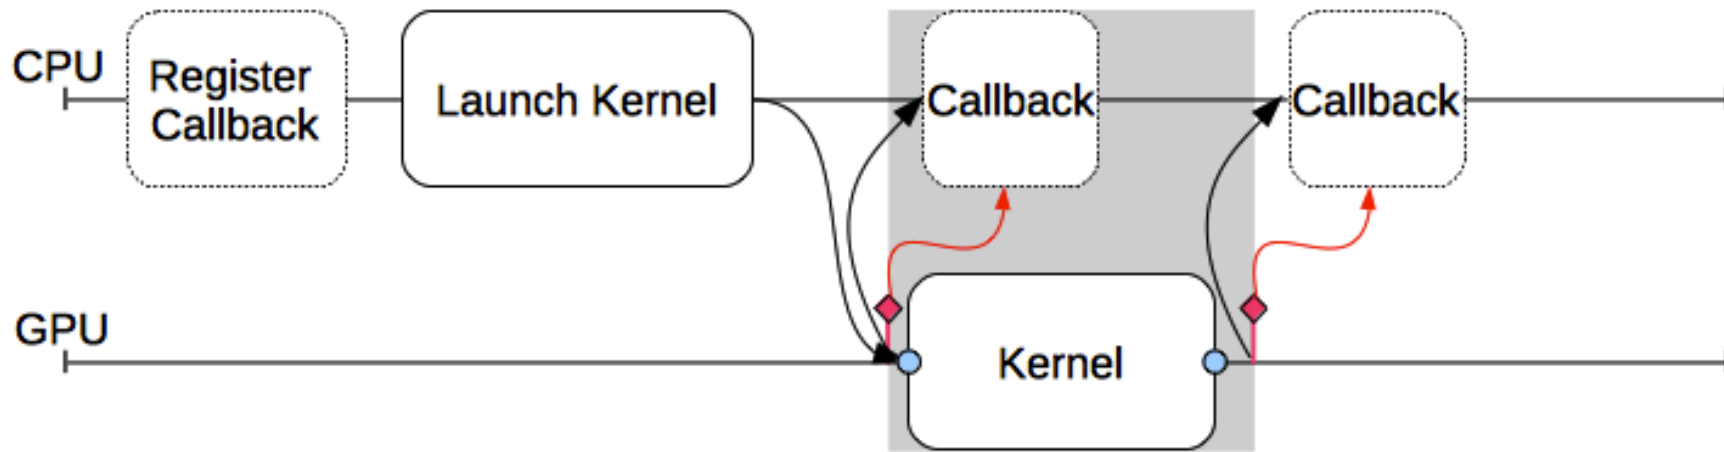 CPU
Register
Callback
Launch Kernel
Callback
Callback
GPU
Kernel